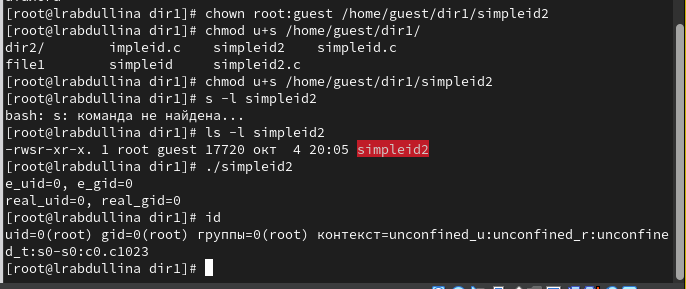 [root@lrabdullina dir1]# chown root:guest /home/guest/dir1/simpleid2
[root@lrabdullina dir1]# chmod u+s /home/guest/dir1/
dir2/ impleid.c simpleid2 simpleid.c
file1 simpleid simpleid2.c
[root@lrabdullina dir1]# chmod u+s /home/guest/dir1/simpleid2
[root@lrabdullina dir1]# s -l simpleid2
bash: s: команда не найдена...
[root@lrabdullina dir1]# ls -l simpleid2
-rwsr-xr-x. 1 root guest 17720 окт  4 20:05 simpleid2
[root@lrabdullina dir1]# ./simpleid2
e_uid=0, e_gid=0
real_uid=0, real_gid=0
[root@lrabdullina dir1]# id
uid=0(root) gid=0(root) группы=0(root) контекст=unconfined_u:unconfined_r:unconfine
d_t:s0-s0:c0.c1023
[root@lrabdullina dir1]#